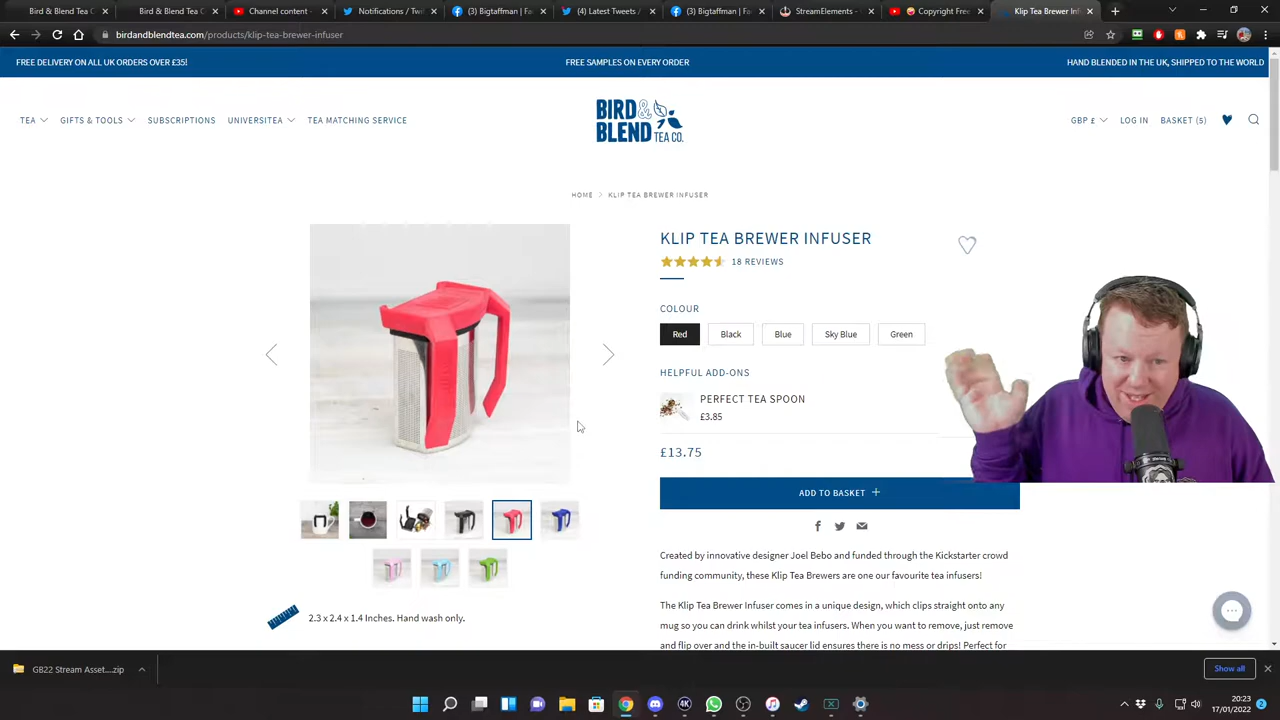 Channel content -
Notifications / Twi
(3) Bigtaffman | Fa
(4) Latest Tweets /
(3) Bigtaffman | Fa
StreamElements -
Copyright Free
Klip Tea Brewer Inf
birdandblendtea.com/products/klip-tea-brewer-infuser
FREE DELIVERY ON ALL UK ORDERS OVER £35!
FREE SAMPLES ON EVERY ORDER
HAND BLENDED IN THE UK, SHIPPED TO THE WORLD
TEA
GIFTS & TOOLS
SUBSCRIPTIONS
UNIVERSITEA
TEA MATCHING SERVICE
BIRD &
BLEND TEA CO.
GBP £
LOG IN
BASKET (5)
HOME > KLIP TEA BREWER INFUSER
KLIP TEA BREWER INFUSER
18 REVIEWS
COLOUR
Red
Black
Blue
Sky Blue
Green
HELPFUL ADD-ONS
PERFECT TEA SPOON
£3.85
£13.75
ADD TO BASKET +
Created by innovative designer Joel Bebo and funded through the Kickstarter crowd
funding community, these Klip Tea Brewers are one our favourite tea infusers!
The Klip Tea Brewer Infuser comes in a unique design, which clips straight onto any
mug so you can drink whilst your tea infusers. When you want to remove, just remove
and flip over and the in-built saucer lid ensures there is no mess or drips! Perfect for
2.3 x 2.4 x 1.4 Inches. Hand wash only.
GB22 Stream Asset....zip
Show all
20:23
17/01/2022